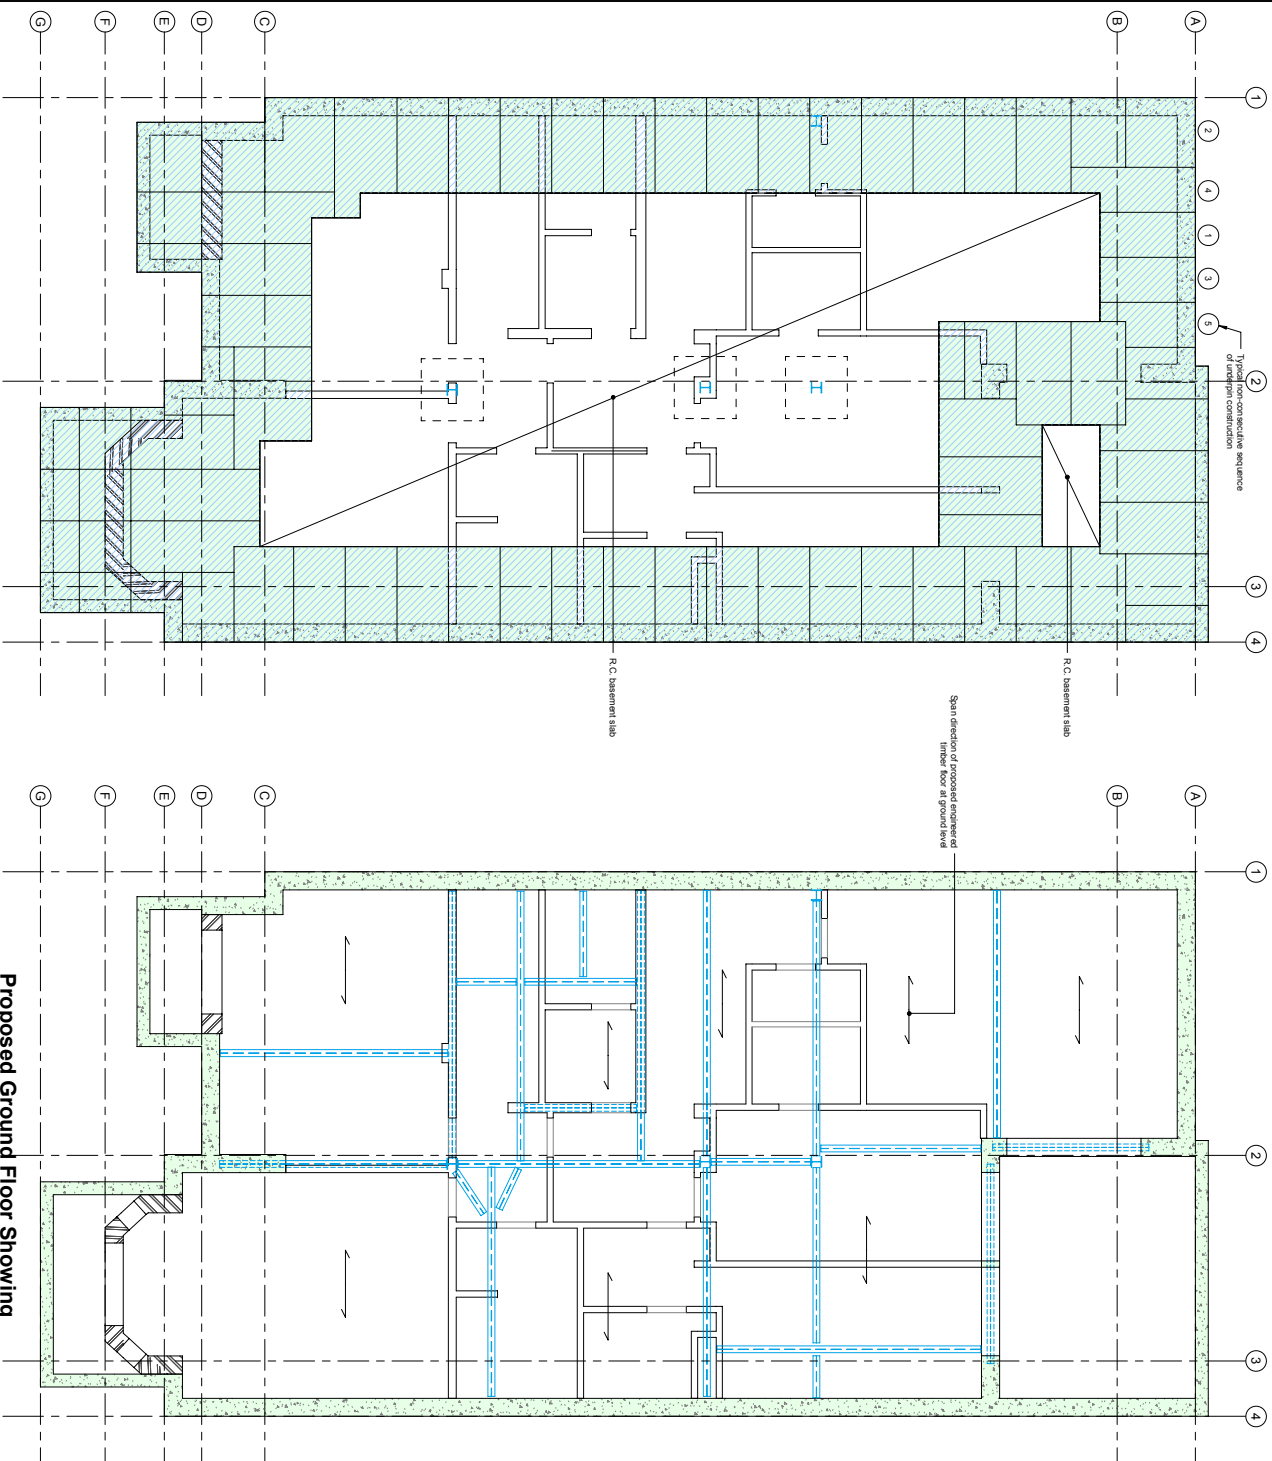 G
F
E
D
C
B
A
1
2
4
1
3
5
2
3
4
Typical non-consecutive sequence
of underpin construction
R.C. basement slab
R.C. basement slab
Span direction of proposed engineered
timber floor at ground level
G
F
E
D
C
B
A
1
2
3
4
Proposed Ground Floor Showing